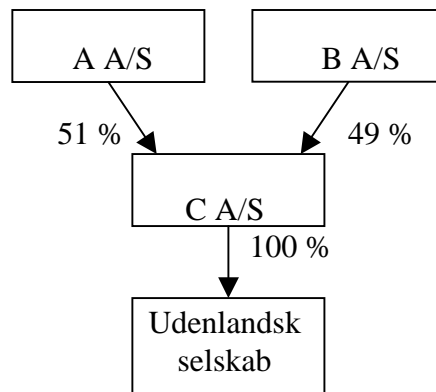 A A/S
B A/S
51 %
49 %
C A/S
100 %
Udenlandsk
selskab